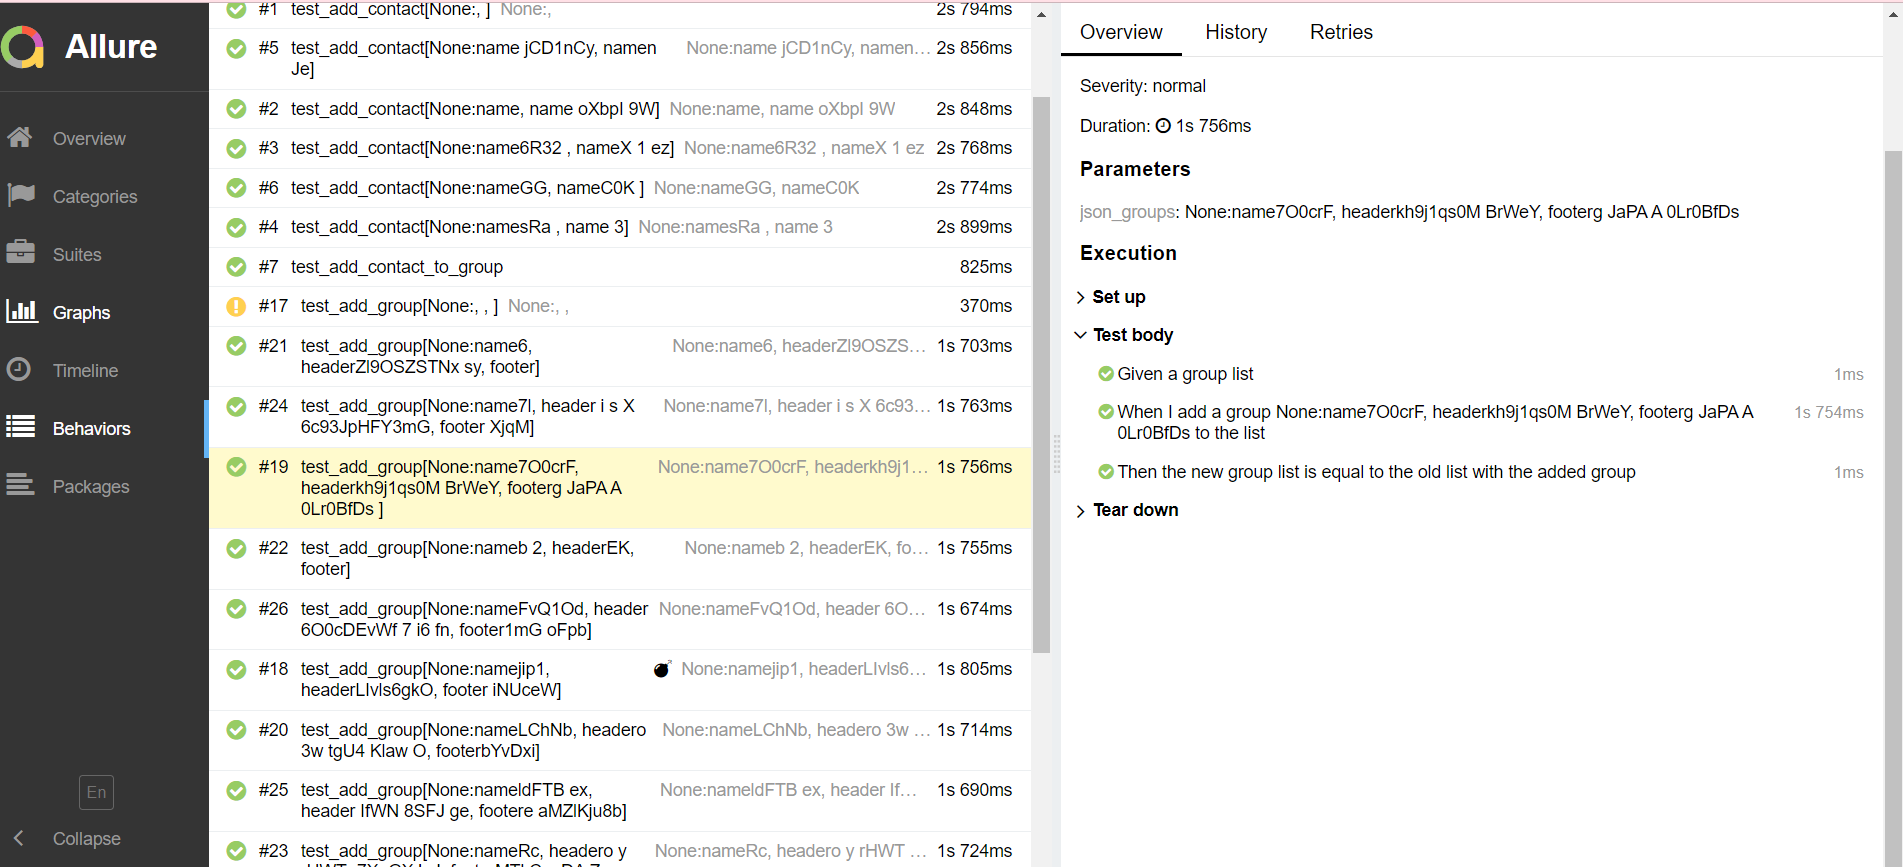 Allure
Overview
Categories
Suites
Graphs
Timeline
Behaviors
Packages
En
Collapse
#1 test_add_contact[None:, ] None:, 2s 794ms
#5 test_add_contact[None:name jCD1nCy, namen None:name jCD1nCy, namen... 2s 856ms
Je]
#2 test_add_contact[None:name, name oXbpI 9W] None:name, name oXbpI 9W 2s 848ms
#3 test_add_contact[None:name6R32 , nameX 1 ez] None:name6R32 , nameX 1 ez 2s 768ms
#6 test_add_contact[None:nameGG, nameC0K ] None:nameGG, nameC0K 2s 774ms
#4 test_add_contact[None:namesRa , name 3] None:namesRa , name 3 2s 899ms
#7 test_add_contact_to_group 825ms
#17 test_add_group[None:, , ] None:, , 370ms
#21 test_add_group[None:name6, None:name6, headerZl9OSZS... 1s 703ms
headerZl9OSZSTNx sy, footer]
#24 test_add_group[None:name7l, header i s X None:name7l, header i s X 6c93... 1s 763ms
6c93JpHFY3mG, footer XjqM]
#19 test_add_group[None:name7O0crF, None:name7O0crF, headerkh9j1... 1s 756ms
headerkh9j1qs0M BrWeY, footerg JaPA A
0Lr0BfDs ]
#22 test_add_group[None:nameb 2, headerEK, None:nameb 2, headerEK, fo... 1s 755ms
footer]
#26 test_add_group[None:nameFvQ1Od, header None:nameFvQ1Od, header 6O... 1s 674ms
6O0cDEvWf 7 i6 fn, footer1mG oFpb]
#18 test_add_group[None:namejip1, None:namejip1, headerLIvls6... 1s 805ms
headerLIvls6gkO, footer iNUceW]
#20 test_add_group[None:nameLChNb, headero None:nameLChNb, headero 3w ... 1s 714ms
3w tgU4 Klaw O, footerbYvDxi]
#25 test_add_group[None:nameldFTB ex, None:nameldFTB ex, header If... 1s 690ms
header IfWN 8SFJ ge, footere aMZlKju8b]
#23 test_add_group[None:nameRc, headero y None:nameRc, headero y rHWT ... 1s 724ms
Overview History Retries
Severity: normal
Duration: 1s 756ms
Parameters
json_groups: None:name7O0crF, headerkh9j1qs0M BrWeY, footerg JaPA A 0Lr0BfDs
Execution
Set up
Test body
Given a group list 1ms
When I add a group None:name7O0crF, headerkh9j1qs0M BrWeY, footerg JaPA A 1s 754ms
0Lr0BfDs to the list
Then the new group list is equal to the old list with the added group 1ms
Tear down